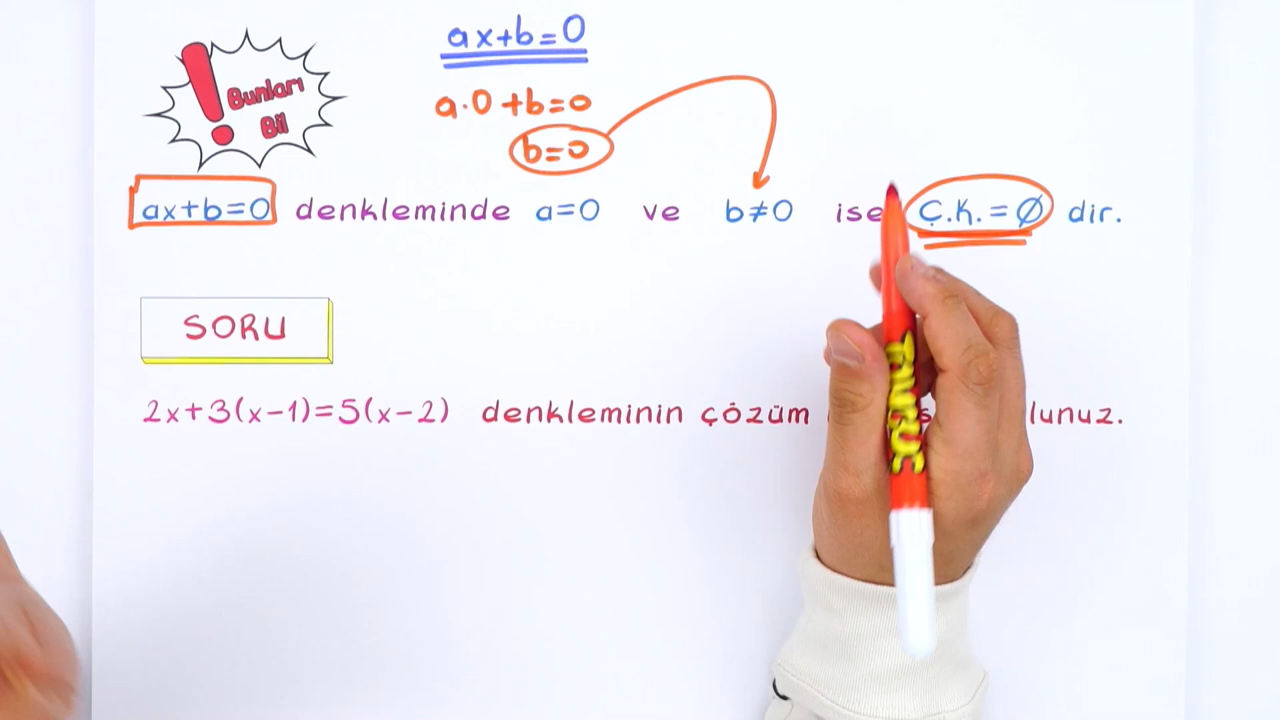 ax+b=0
a·0+b=0
b=0
Bunları
Bil
ax+b=0 denkleminde a=0 ve b≠0 ise Ç.K.=∅ dir.
SORU
2x+3(x-1)=5(x-2) denkleminin çözüm